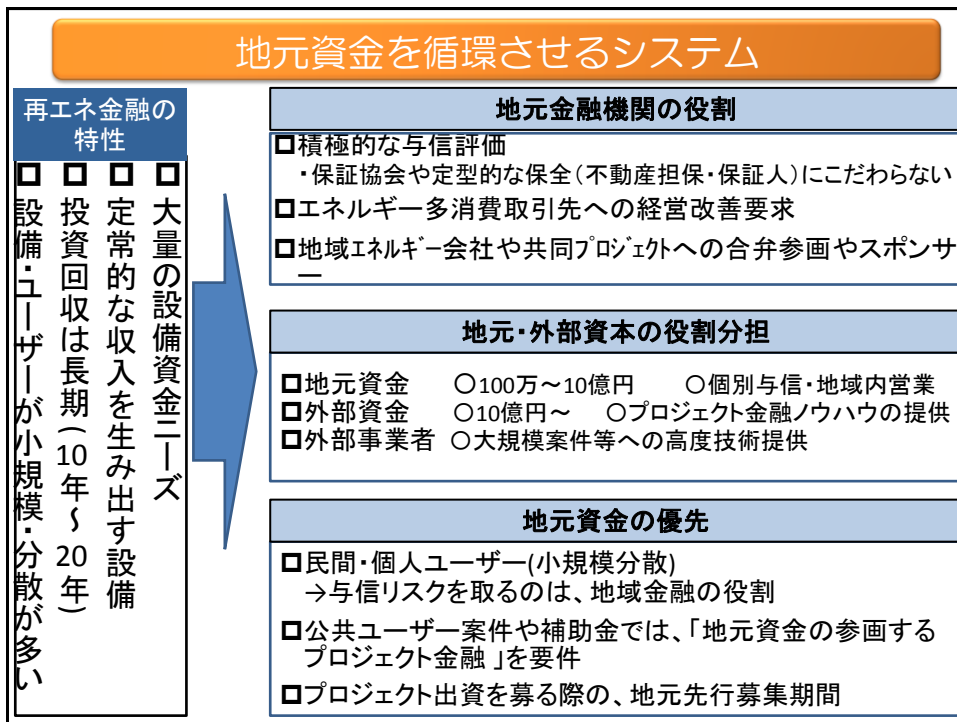 地元資金を循環させるシステム
再エネ金融の
特性
□大量の設備資金ニーズ
□定常的な収入を生み出す設備
□投資回収は長期(10年~20年)
□設備・ユーザーが小規模・分散が多い
地元金融機関の役割
□積極的な与信評価
・保証協会や定型的な保全(不動産担保・保証人)にこだわらない
□エネルギー多消費取引先への経営改善要求
□地域ｴﾈﾙｷﾞｰ会社や共同ﾌﾟﾛｼﾞｪｸﾄへの合弁参画やスポンサ
ー
地元・外部資本の役割分担
□地元資金 ○100万～10億円 ○個別与信・地域内営業
□外部資金 ○10億円～ ○プロジェクト金融ノウハウの提供
□外部事業者 ○大規模案件等への高度技術提供
地元資金の優先
□民間・個人ユーザー(小規模分散)
→与信リスクを取るのは、地域金融の役割
□公共ユーザー案件や補助金では、「地元資金の参画する
プロジェクト金融 」を要件
□プロジェクト出資を募る際の、地元先行募集期間